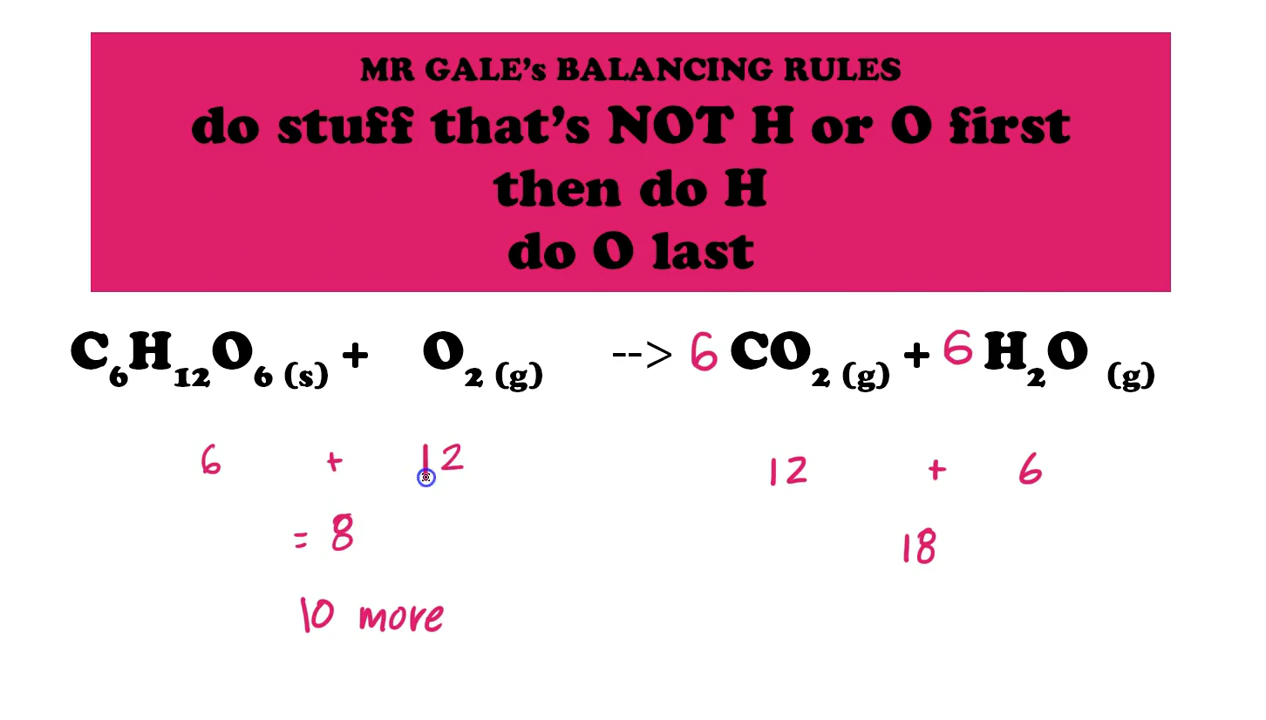 MR GALE's BALANCING RULES
do stuff that's NOT H or O first
then do H
do O last
C₆H₁₂O₆ (s) + O₂ (g) --> 6 CO₂ (g) + 6 H₂O (g)
6 + 12 12 + 6
= 8 18
10 more